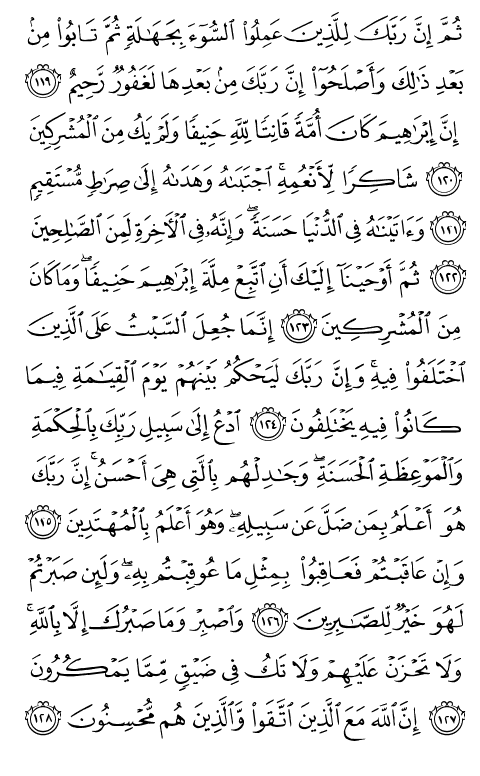 ثُمَّ إِنَّ رَبَّكَ لِلَّذِينَ عَمِلُوا۟ ٱلسُّوٓءَ بِجَهَٰلَةٍ ثُمَّ تَابُوا۟ مِنۢ
بَعْدِ ذَٰلِكَ وَأَصْلَحُوٓا۟ إِنَّ رَبَّكَ مِنۢ بَعْدِهَا لَغَفُورٌ رَّحِيمٌ ١١٩
إِنَّ إِبْرَٰهِيمَ كَانَ أُمَّةً قَانِتًا لِّلَّهِ حَنِيفًا وَلَمْ يَكُ مِنَ ٱلْمُشْرِكِينَ
١٢٠ شَاكِرًا لِّأَنْعُمِهِ ۚ ٱجْتَبَىٰهُ وَهَدَىٰهُ إِلَىٰ صِرَٰطٍ مُّسْتَقِيمٍ
١٢١ وَءَاتَيْنَٰهُ فِى ٱلدُّنْيَا حَسَنَةً ۖ وَإِنَّهُۥ فِى ٱلْءَاخِرَةِ لَمِنَ ٱلصَّٰلِحِينَ
١٢٢ ثُمَّ أَوْحَيْنَآ إِلَيْكَ أَنِ ٱتَّبِعْ مِلَّةَ إِبْرَٰهِيمَ حَنِيفًا ۖ وَمَا كَانَ
مِنَ ٱلْمُشْرِكِينَ ١٢٣ إِنَّمَا جُعِلَ ٱلسَّبْتُ عَلَى ٱلَّذِينَ
ٱخْتَلَفُوا۟ فِيهِ ۚ وَإِنَّ رَبَّكَ لَيَحْكُمُ بَيْنَهُمْ يَوْمَ ٱلْقِيَٰمَةِ فِيمَا
كَانُوا۟ فِيهِ يَخْتَلِفُونَ ١٢٤ ٱدْعُ إِلَىٰ سَبِيلِ رَبِّكَ بِٱلْحِكْمَةِ
وَٱلْمَوْعِظَةِ ٱلْحَسَنَةِ ۖ وَجَٰدِلْهُم بِٱلَّتِى هِىَ أَحْسَنُ ۚ إِنَّ رَبَّكَ
هُوَ أَعْلَمُ بِمَن ضَلَّ عَن سَبِيلِهِۦ ۖ وَهُوَ أَعْلَمُ بِٱلْمُهْتَدِينَ ١٢٥
وَإِنْ عَاقَبْتُمْ فَعَاقِبُوا۟ بِمِثْلِ مَا عُوقِبْتُم بِهِۦ ۖ وَلَئِن صَبَرْتُمْ
لَهُوَ خَيْرٌ لِّلصَّٰبِرِينَ ١٢٦ وَٱصْبِرْ وَمَا صَبْرُكَ إِلَّا بِٱللَّهِ ۚ
وَلَا تَحْزَنْ عَلَيْهِمْ وَلَا تَكُ فِى ضَيْقٍ مِّمَّا يَمْكُرُونَ
١٢٧ إِنَّ ٱللَّهَ مَعَ ٱلَّذِينَ ٱتَّقَوا۟ وَّٱلَّذِينَ هُم مُّحْسِنُونَ ١٢٨